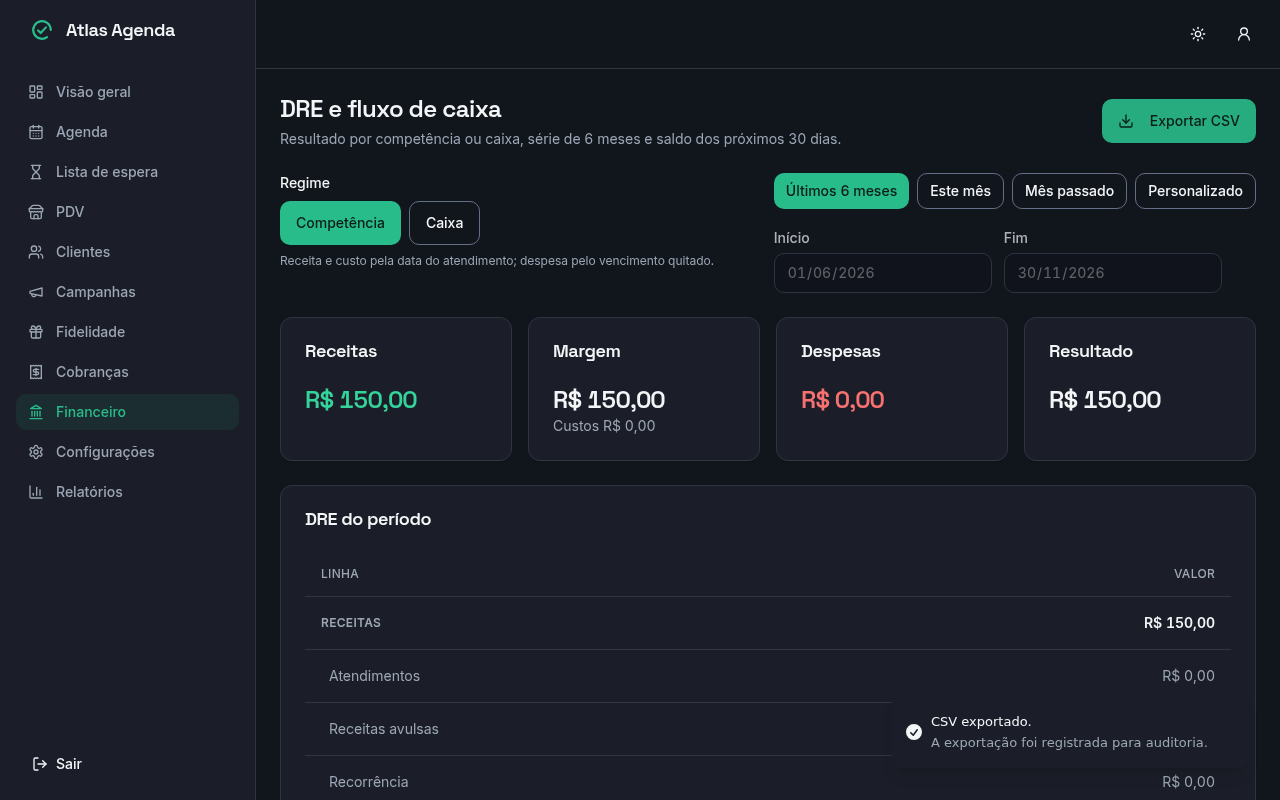 Atlas Agenda
Visão geral
Agenda
Lista de espera
PDV
Clientes
Campanhas
Fidelidade
Cobranças
Financeiro
Configurações
Relatórios
Sair
DRE e fluxo de caixa
Resultado por competência ou caixa, série de 6 meses e saldo dos próximos 30 dias.
Exportar CSV
Regime
Competência Caixa
Receita e custo pela data do atendimento; despesa pelo vencimento quitado.
Últimos 6 meses Este mês Mês passado Personalizado
Início Fim
01/06/2026 30/11/2026
Receitas
R$ 150,00
Margem
R$ 150,00
Custos R$ 0,00
Despesas
R$ 0,00
Resultado
R$ 150,00
DRE do período
LINHA VALOR
RECEITAS R$ 150,00
Atendimentos R$ 0,00
Receitas avulsas
Recorrência R$ 0,00
CSV exportado.
A exportação foi registrada para auditoria.